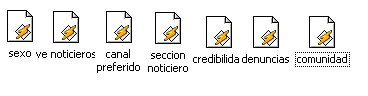 sexo
ve noticieros
canal
preferido
seccion
noticiero
credibilida
denuncias
comunidad